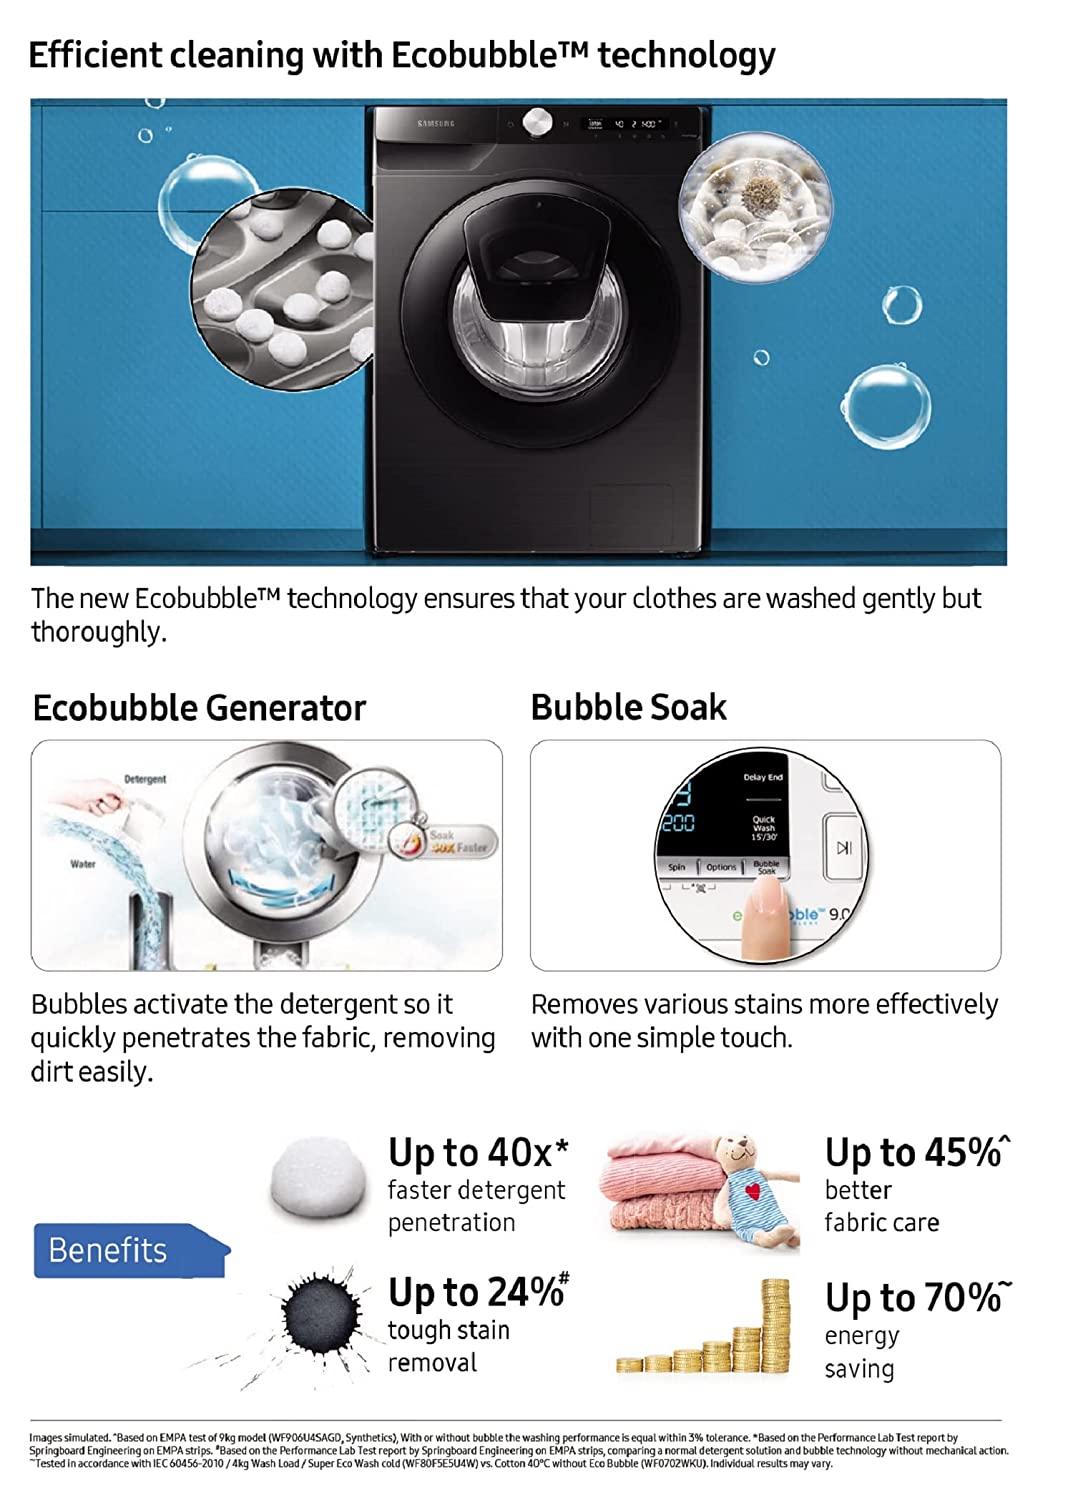 Efficient cleaning with Ecobubble™ technology
SAMSUNG
The new Ecobubble™ technology ensures that your clothes are washed gently but
thoroughly.
Ecobubble Generator
Detergent
Water
Soak
40X Faster
Bubbles activate the detergent so it
quickly penetrates the fabric, removing
dirt easily.
Bubble Soak
Delay End
200
Quick
Wash
15'/30'
Spin
Options
Bubble
Soak
9.0
Removes various stains more effectively
with one simple touch.
Benefits
Up to 40x*
faster detergent
penetration
Up to 45%^
better
fabric care
Up to 24%#
tough stain
removal
Up to 70%~
energy
saving
Images simulated. ^Based on EMPA test of 9kg model (WF906U4SAGD, Synthetics), With or without bubble the washing performance is equal within 3% tolerance. *Based on the Performance Lab Test report by
Springboard Engineering on EMPA strips. #Based on the Performance Lab Test report by Springboard Engineering on EMPA strips, comparing a normal detergent solution and bubble technology without mechanical action.
~Tested in accordance with IEC 60456-2010 / 4kg Wash Load / Super Eco Wash cold (WF80F5E5U4W) vs. Cotton 40°C without Eco Bubble (WF0702WKU). Individual results may vary.